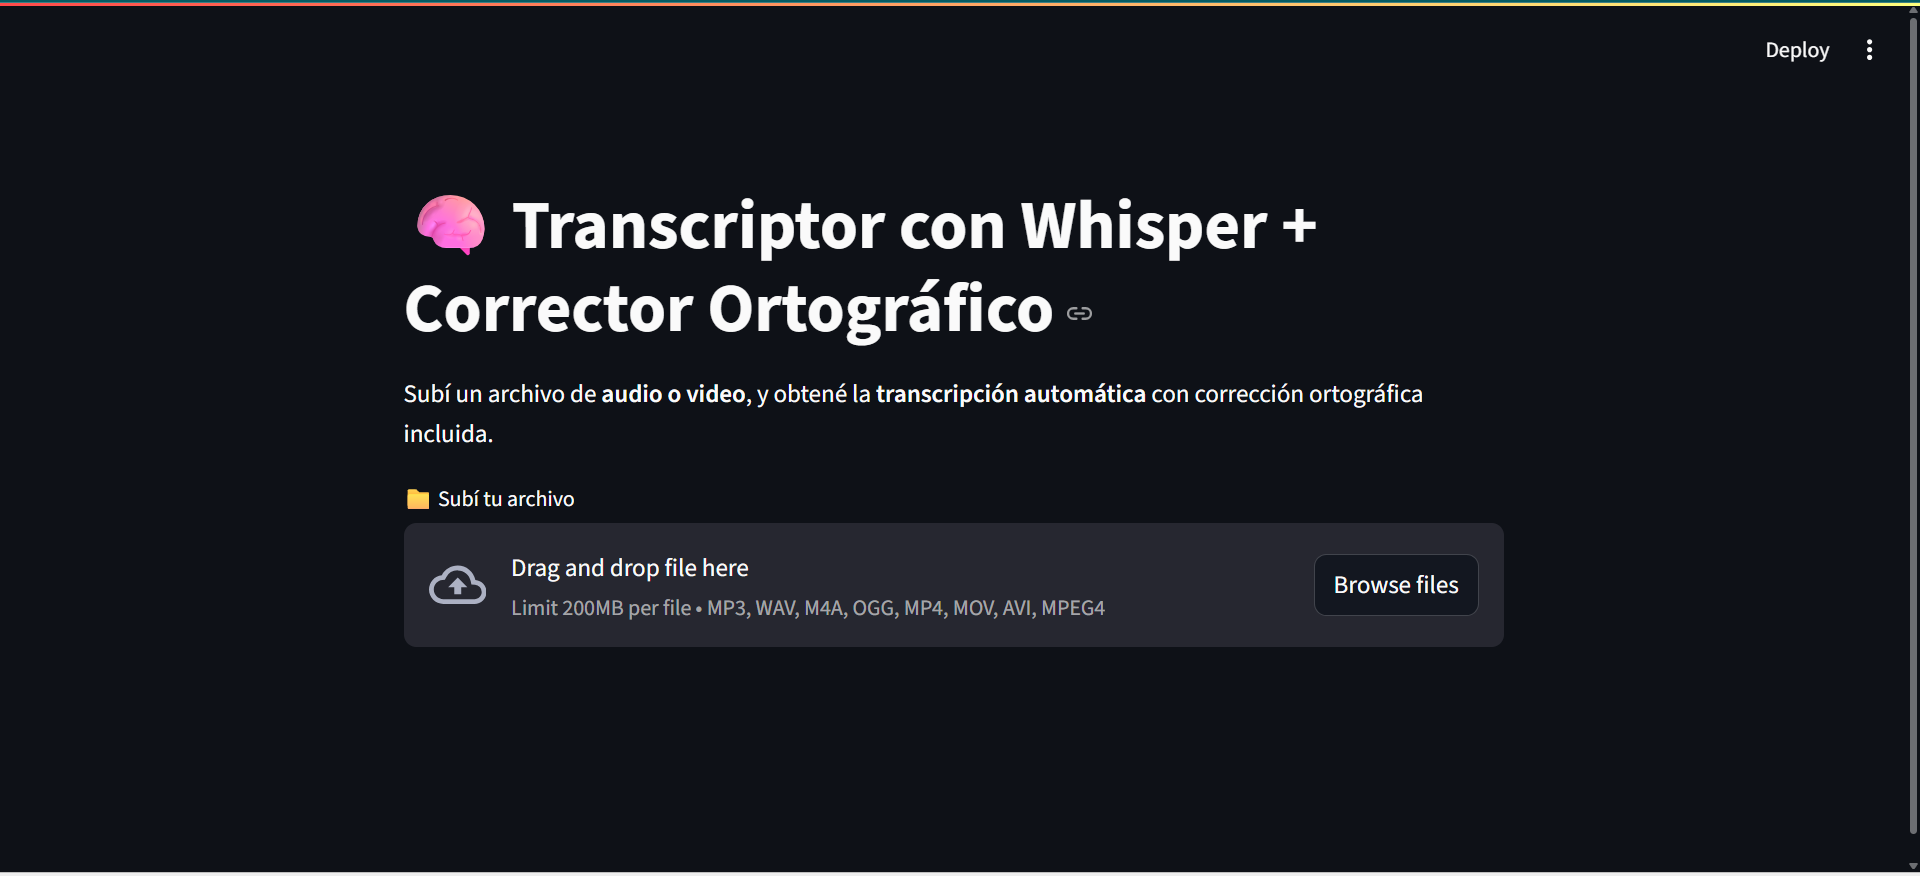 Deploy
Transcriptor con Whisper +
Corrector Ortográfico
Subí un archivo de audio o video, y obtené la transcripción automática con corrección ortográfica
incluida.
Subí tu archivo
Drag and drop file here
Limit 200MB per file • MP3, WAV, M4A, OGG, MP4, MOV, AVI, MPEG4
Browse files